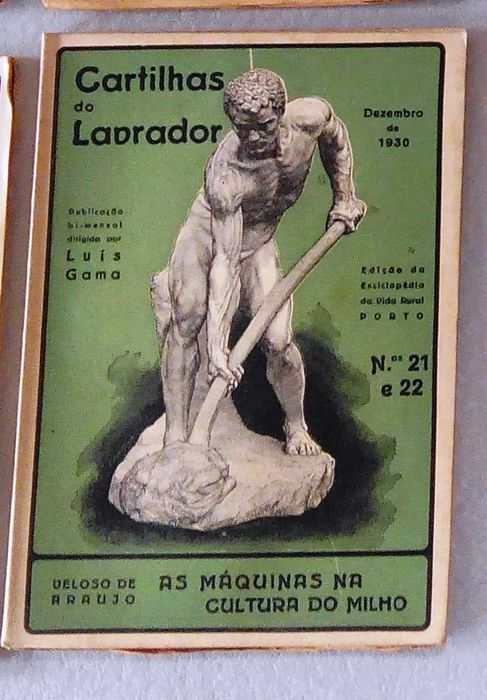 Cartilhas
do
Lavrador
Dezembro
de
1930
Publicação
bi-mensal
dirigida por
Luís
Gama
Edição da
Enciclopédia
da Vida Rural
PORTO
N.os 21
e 22
VELOSO DE
ARAUJO
AS MÁQUINAS NA
CULTURA DO MILHO